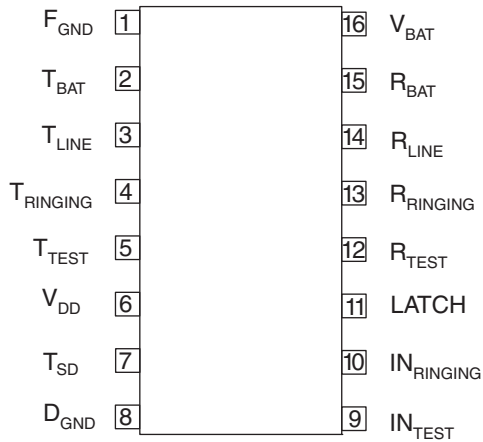 F_GND 1 16 V_BAT
T_BAT 2 15 R_BAT
T_LINE 3 14 R_LINE
T_RINGING 4 13 R_RINGING
T_TEST 5 12 R_TEST
V_DD 6 11 LATCH
T_SD 7 10 IN_RINGING
D_GND 8 9 IN_TEST